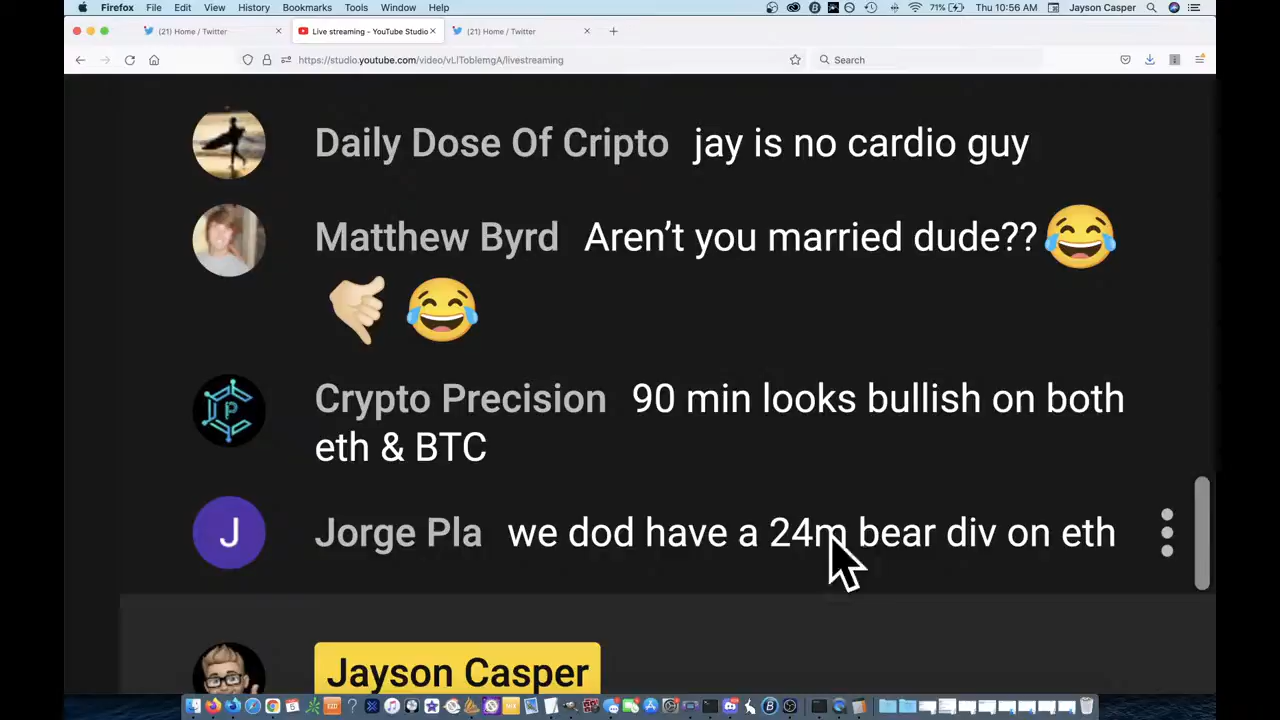 Firefox File Edit View History Bookmarks Tools Window Help 71% Thu 10:56 AM Jayson Casper
(21) Home / Twitter Live streaming - YouTube Studio (21) Home / Twitter
https://studio.youtube.com/video/vLlToblemgA/livestreaming Search
Daily Dose Of Cripto jay is no cardio guy
Matthew Byrd Aren’t you married dude??😂
🤙🏻 😂
Crypto Precision 90 min looks bullish on both
eth & BTC
J Jorge Pla we dod have a 24m bear div on eth
Jayson Casper